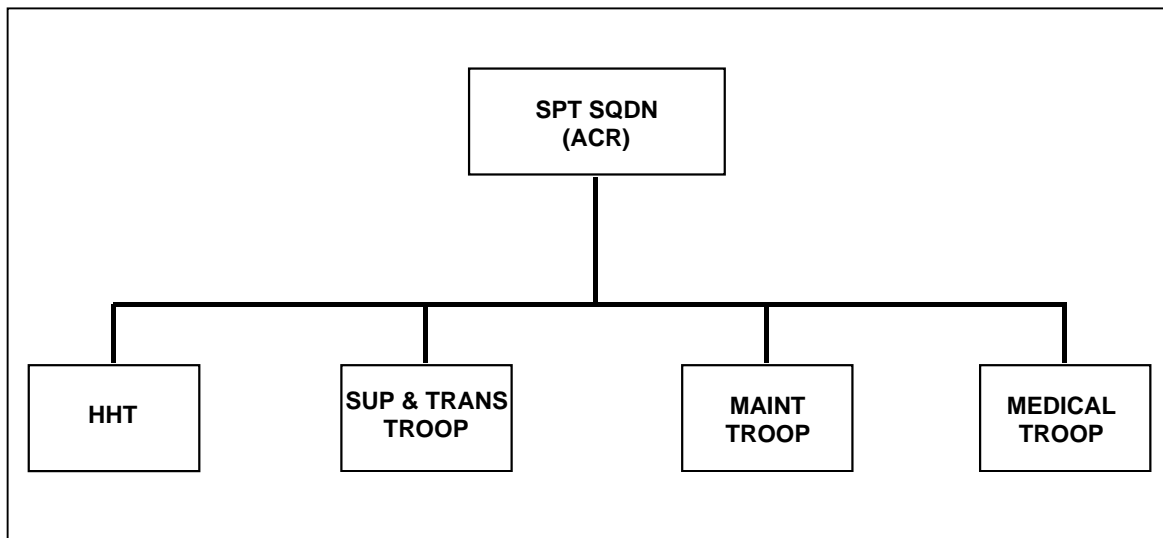 SPT SQDN
(ACR)
HHT
SUP & TRANS
TROOP
MAINT
TROOP
MEDICAL
TROOP